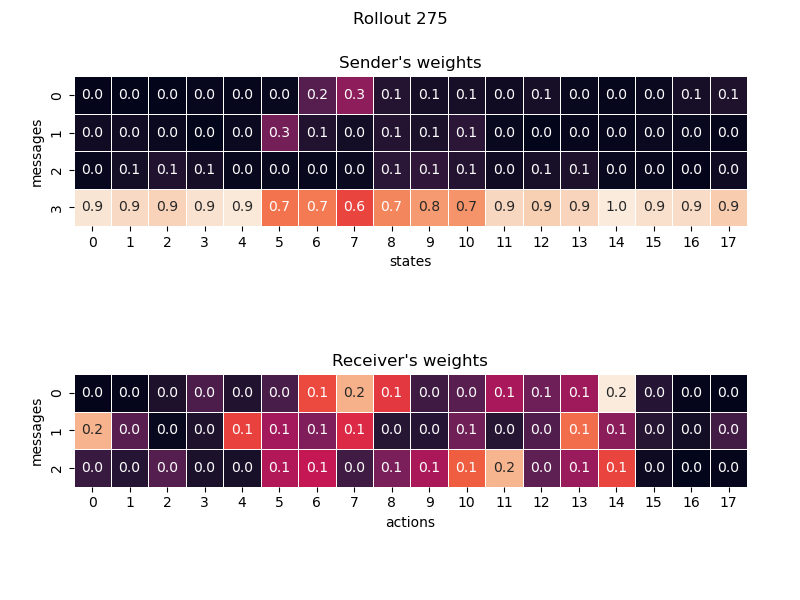 Rollout 275
Sender's weights
0 0.0 0.0 0.0 0.0 0.0 0.0 0.2 0.3 0.1 0.1 0.1 0.0 0.1 0.0 0.0 0.0 0.1 0.1
1 0.0 0.0 0.0 0.0 0.0 0.3 0.1 0.0 0.1 0.1 0.1 0.0 0.0 0.0 0.0 0.0 0.0 0.0
2 0.0 0.1 0.1 0.1 0.0 0.0 0.0 0.0 0.1 0.1 0.1 0.0 0.1 0.1 0.0 0.0 0.0 0.0
3 0.9 0.9 0.9 0.9 0.9 0.7 0.7 0.6 0.7 0.8 0.7 0.9 0.9 0.9 1.0 0.9 0.9 0.9
messages
0 1 2 3 4 5 6 7 8 9 10 11 12 13 14 15 16 17
states
Receiver's weights
0 0.0 0.0 0.0 0.0 0.0 0.0 0.1 0.2 0.1 0.0 0.0 0.1 0.1 0.1 0.2 0.0 0.0 0.0
1 0.2 0.0 0.0 0.0 0.1 0.1 0.1 0.1 0.0 0.0 0.1 0.0 0.0 0.1 0.1 0.0 0.0 0.0
2 0.0 0.0 0.0 0.0 0.0 0.1 0.1 0.0 0.1 0.1 0.1 0.2 0.0 0.1 0.1 0.0 0.0 0.0
messages
0 1 2 3 4 5 6 7 8 9 10 11 12 13 14 15 16 17
actions